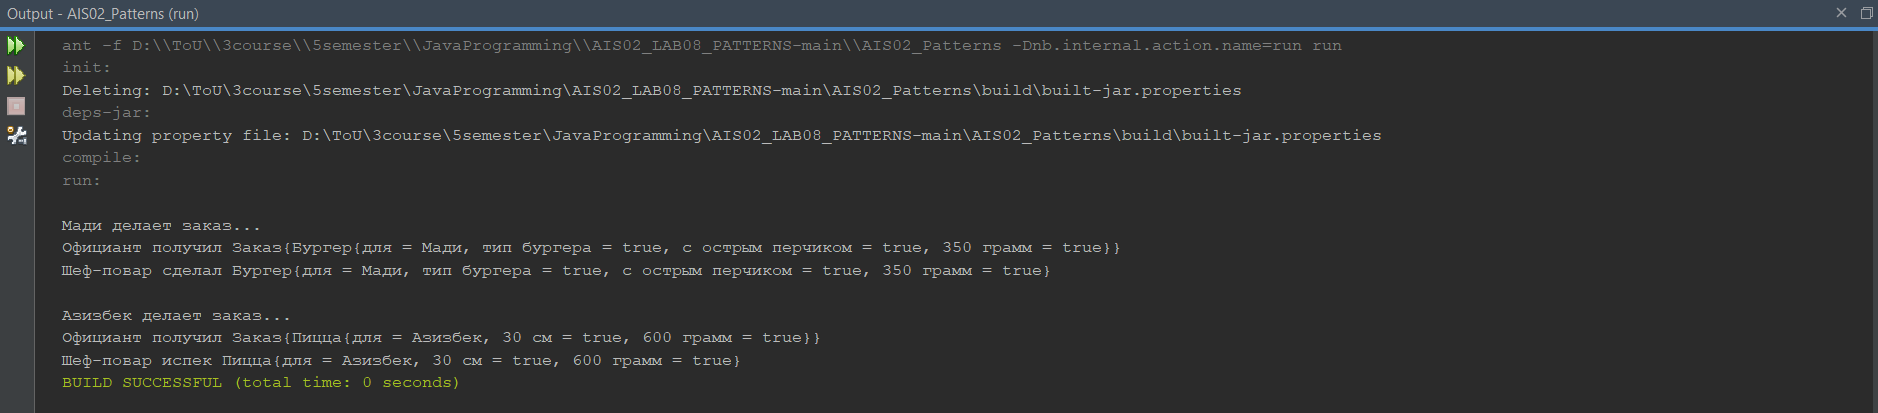 Output - AIS02_Patterns (run)
ant -f D:\\ToU\\3course\\5semester\\JavaProgramming\\AIS02_LAB08_PATTERNS-main\\AIS02_Patterns -Dnb.internal.action.name=run run
init:
Deleting: D:\ToU\3course\5semester\JavaProgramming\AIS02_LAB08_PATTERNS-main\AIS02_Patterns\build\built-jar.properties
deps-jar:
Updating property file: D:\ToU\3course\5semester\JavaProgramming\AIS02_LAB08_PATTERNS-main\AIS02_Patterns\build\built-jar.properties
compile:
run:
Мади делает заказ...
Официант получил Заказ{Бургер{для = Мади, тип бургера = true, с острым перчиком = true, 350 грамм = true}}
Шеф-повар сделал Бургер{для = Мади, тип бургера = true, с острым перчиком = true, 350 грамм = true}
Азизбек делает заказ...
Официант получил Заказ{Пицца{для = Азизбек, 30 см = true, 600 грамм = true}}
Шеф-повар испек Пицца{для = Азизбек, 30 см = true, 600 грамм = true}
BUILD SUCCESSFUL (total time: 0 seconds)